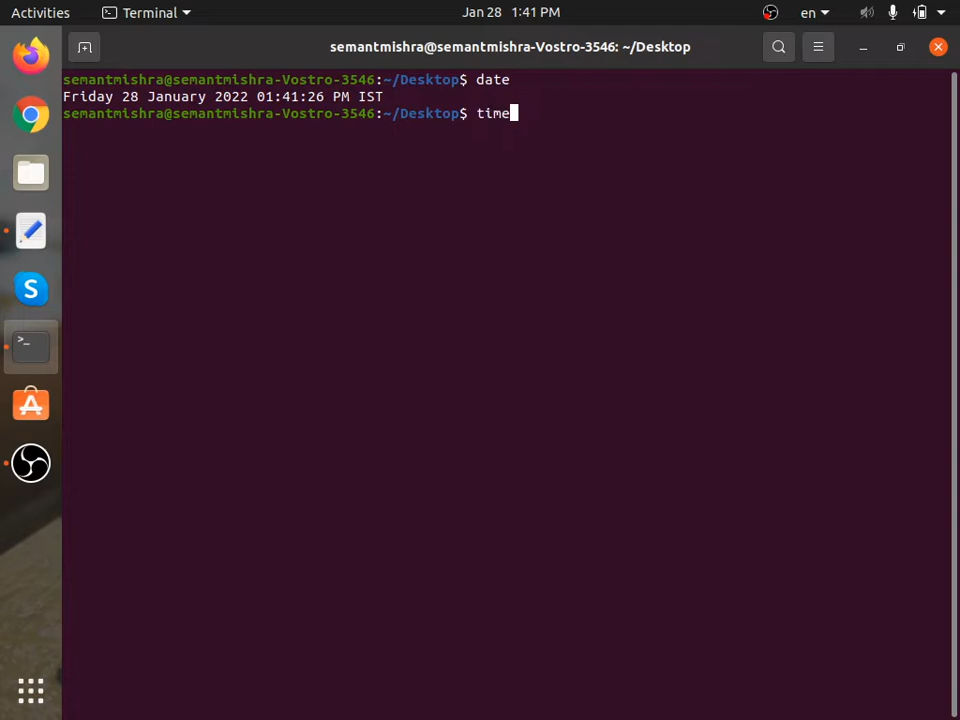 Activities Terminal Jan 28 1:41 PM en
semantmishra@semantmishra-Vostro-3546: ~/Desktop
semantmishra@semantmishra-Vostro-3546:~/Desktop$ date
Friday 28 January 2022 01:41:26 PM IST
semantmishra@semantmishra-Vostro-3546:~/Desktop$ time